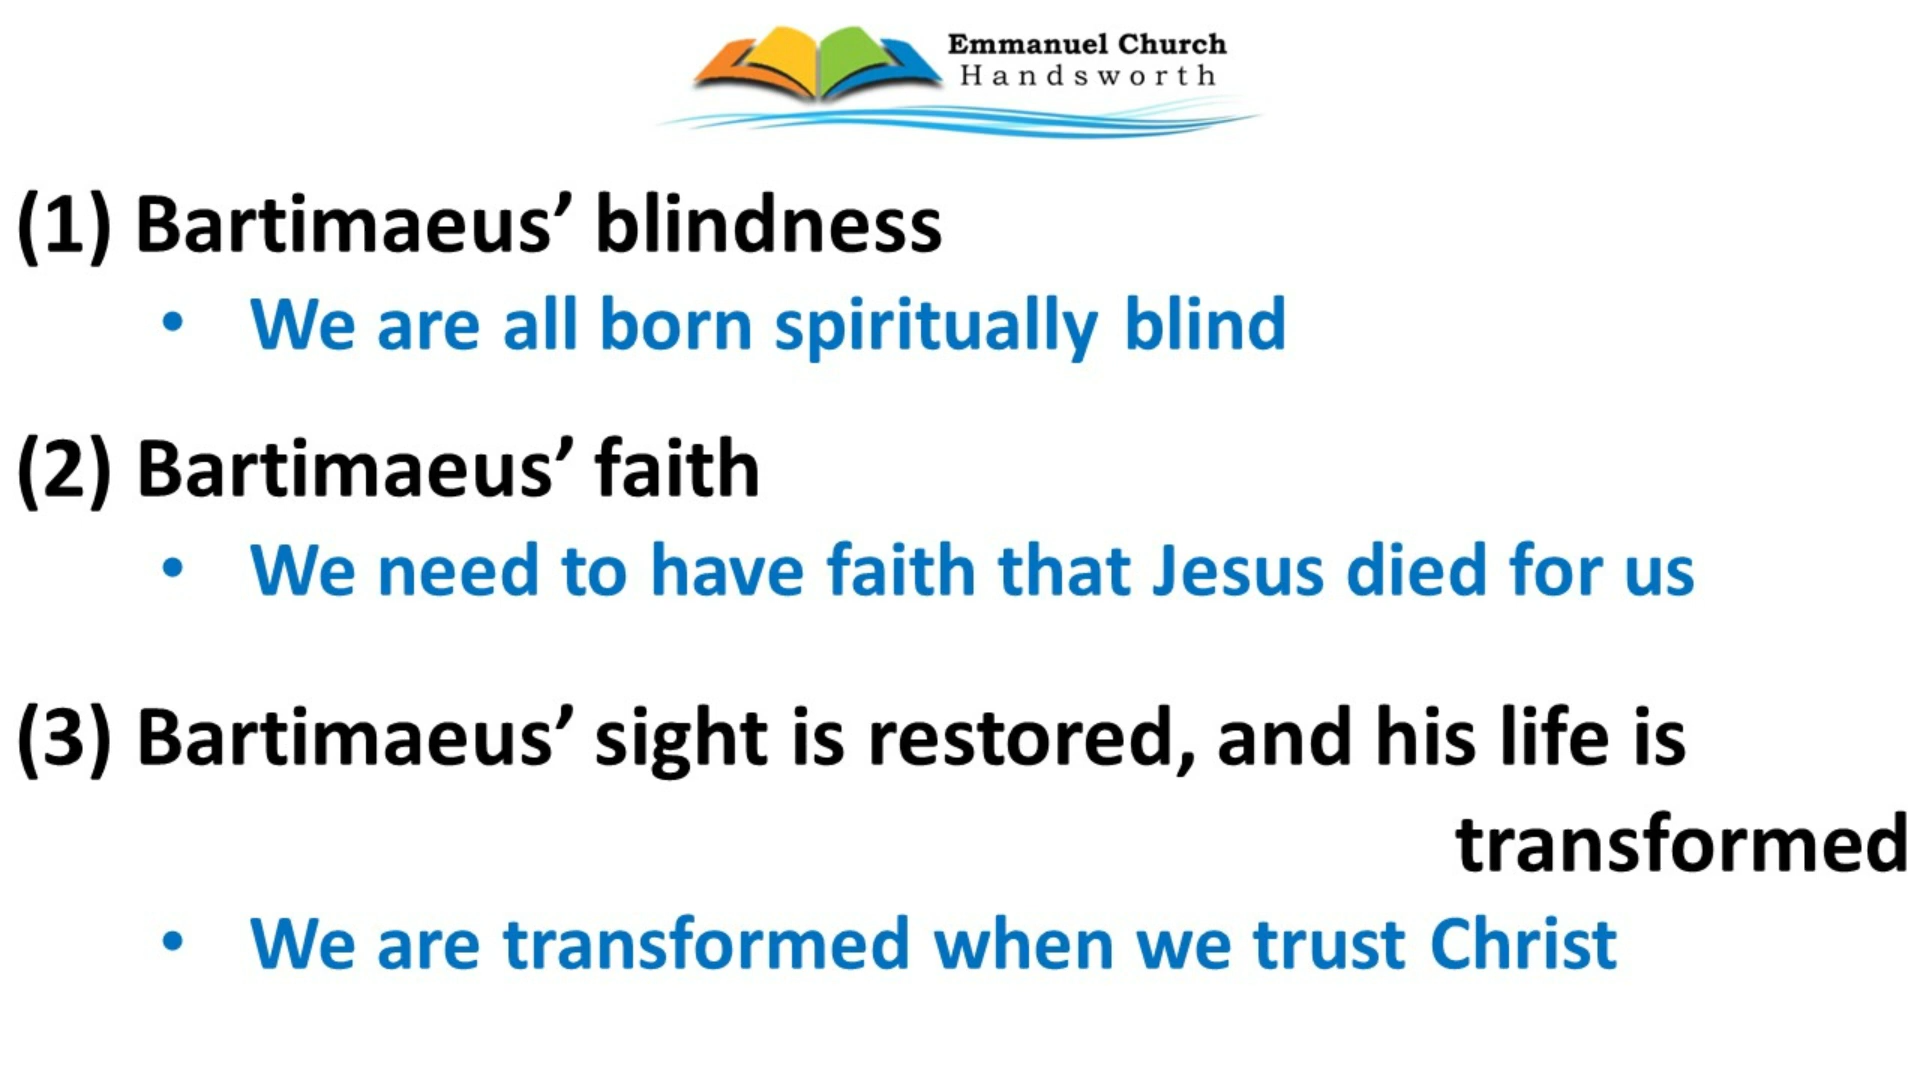 Emmanuel Church
Handsworth
(1) Bartimaeus’ blindness
• We are all born spiritually blind
(2) Bartimaeus’ faith
• We need to have faith that Jesus died for us
(3) Bartimaeus’ sight is restored, and his life is
transformed
• We are transformed when we trust Christ